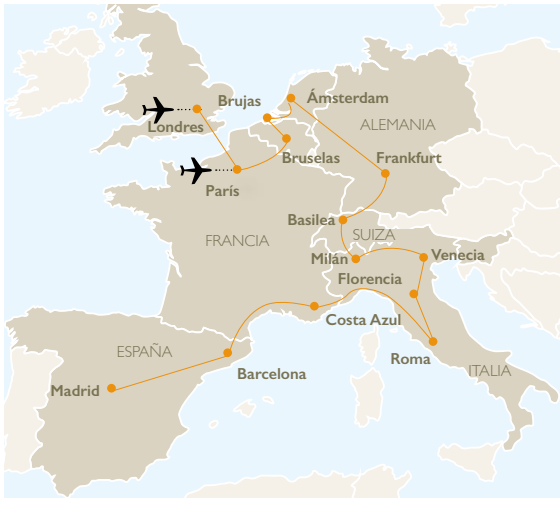 Brujas
Ámsterdam
Londres
ALEMANIA
Bruselas
Frankfurt
París
Basilea
SUIZA
FRANCIA
Milán
Venecia
Florencia
Costa Azul
ESPAÑA
Roma
Barcelona
ITALIA
Madrid